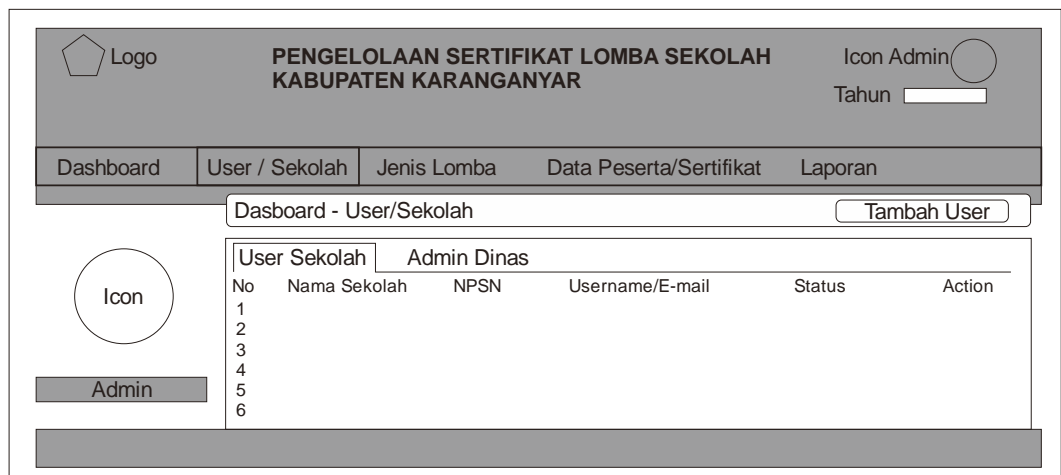 Logo
PENGELOLAAN SERTIFIKAT LOMBA SEKOLAH
KABUPATEN KARANGANYAR
Icon Admin
Tahun
Dashboard User / Sekolah Jenis Lomba Data Peserta/Sertifikat Laporan
Dasboard - User/Sekolah Tambah User
Icon
Admin
User Sekolah Admin Dinas
No Nama Sekolah NPSN Username/E-mail Status Action
1
2
3
4
5
6